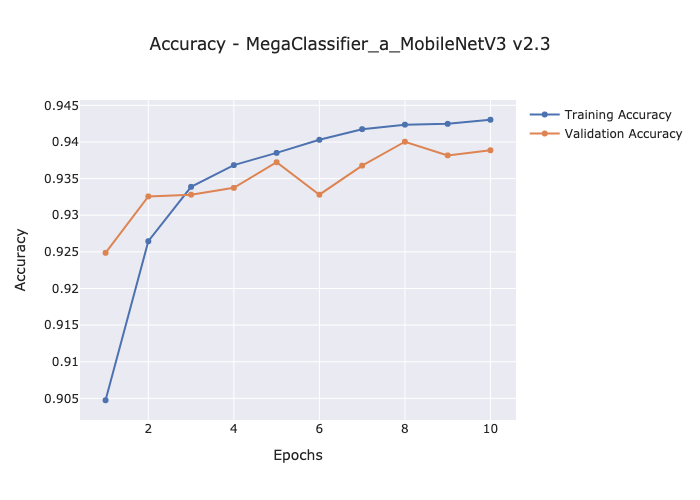 Accuracy - MegaClassifier_a_MobileNetV3 v2.3
Training Accuracy
Validation Accuracy
Accuracy
0.945
0.94
0.935
0.93
0.925
0.92
0.915
0.91
0.905
2 4 6 8 10
Epochs